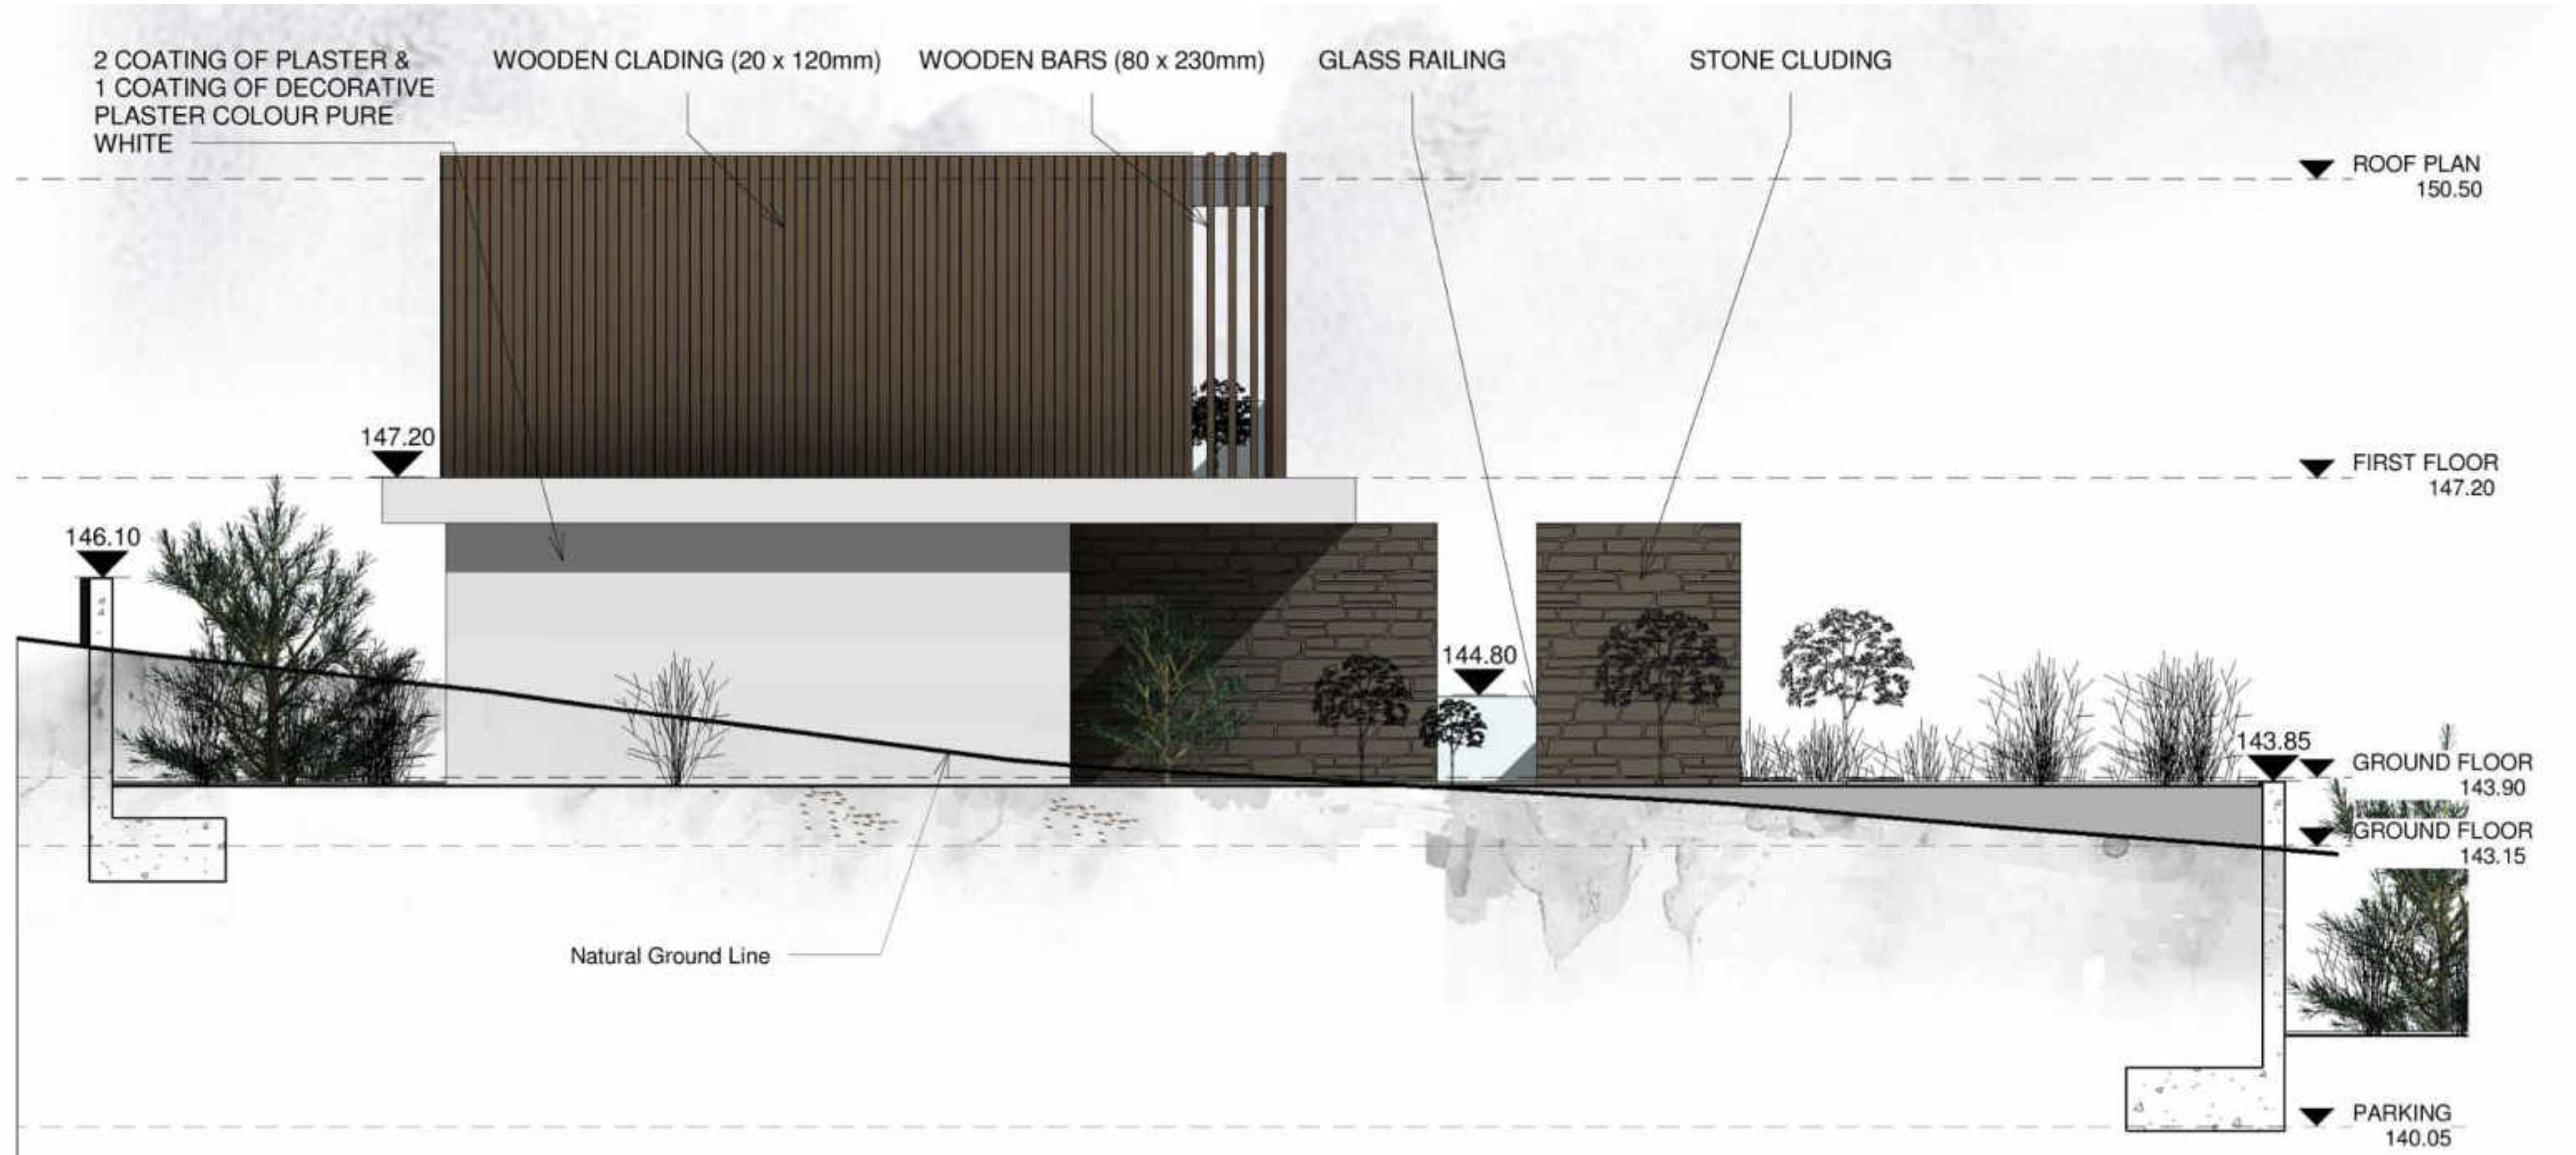 2 COATING OF PLASTER &
1 COATING OF DECORATIVE
PLASTER COLOUR PURE
WHITE
WOODEN CLADING (20 x 120mm)
WOODEN BARS (80 x 230mm)
GLASS RAILING
STONE CLUDING
ROOF PLAN
150.50
147.20
FIRST FLOOR
147.20
146.10
144.80
143.85
GROUND FLOOR
143.90
GROUND FLOOR
143.15
Natural Ground Line
PARKING
140.05